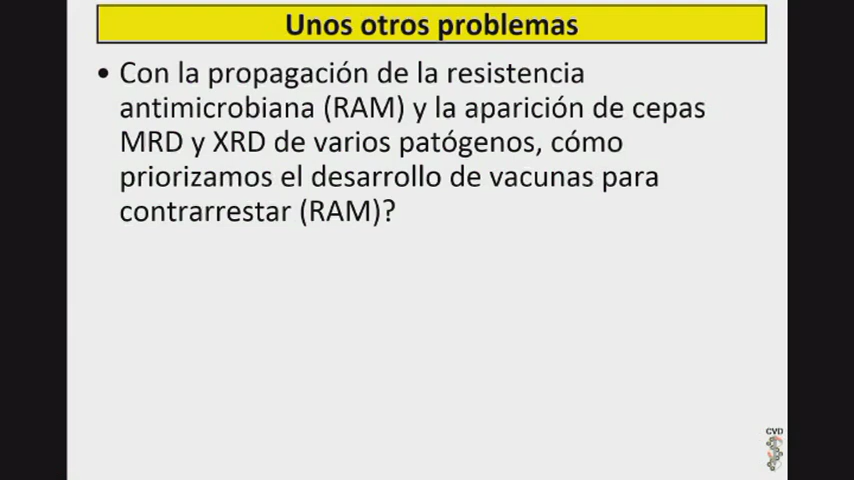 Unos otros problemas
• Con la propagación de la resistencia
antimicrobiana (RAM) y la aparición de cepas
MRD y XRD de varios patógenos, cómo
priorizamos el desarrollo de vacunas para
contrarrestar (RAM)?
CVD